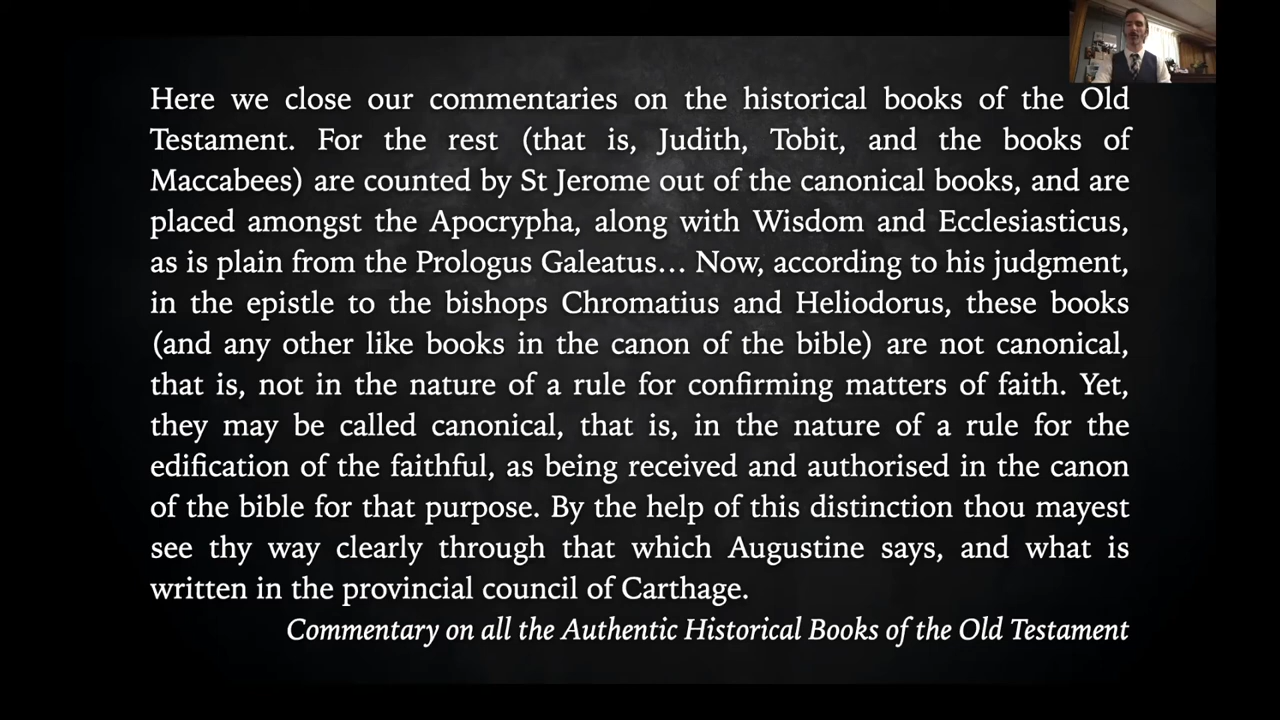 Here we close our commentaries on the historical books of the Old
Testament. For the rest (that is, Judith, Tobit, and the books of
Maccabees) are counted by St Jerome out of the canonical books, and are
placed amongst the Apocrypha, along with Wisdom and Ecclesiasticus,
as is plain from the Prologus Galeatus… Now, according to his judgment,
in the epistle to the bishops Chromatius and Heliodorus, these books
(and any other like books in the canon of the bible) are not canonical,
that is, not in the nature of a rule for confirming matters of faith. Yet,
they may be called canonical, that is, in the nature of a rule for the
edification of the faithful, as being received and authorised in the canon
of the bible for that purpose. By the help of this distinction thou mayest
see thy way clearly through that which Augustine says, and what is
written in the provincial council of Carthage.
Commentary on all the Authentic Historical Books of the Old Testament